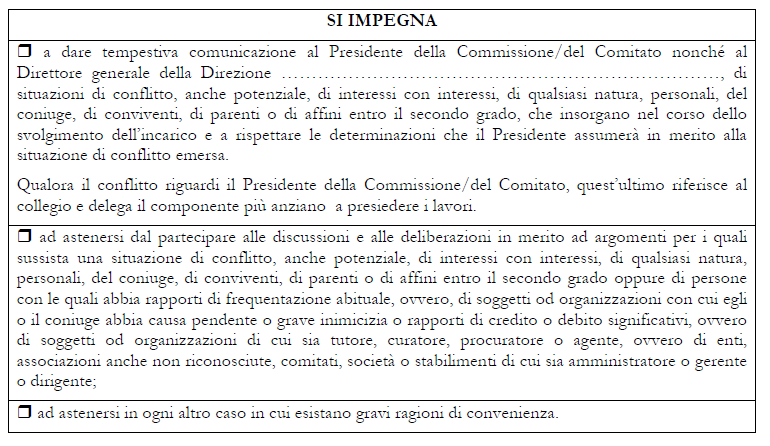 SI IMPEGNA
❒ a dare tempestiva comunicazione al Presidente della Commissione/del Comitato nonché al
Direttore generale della Direzione …………………………………………………………………, di
situazioni di conflitto, anche potenziale, di interessi con interessi, di qualsiasi natura, personali, del
coniuge, di conviventi, di parenti o di affini entro il secondo grado, che insorgano nel corso dello
svolgimento dell'incarico e a rispettare le determinazioni che il Presidente assumerà in merito alla
situazione di conflitto emersa.
Qualora il conflitto riguardi il Presidente della Commissione/del Comitato, quest'ultimo riferisce al
collegio e delega il componente più anziano a presiedere i lavori.
❒ ad astenersi dal partecipare alle discussioni e alle deliberazioni in merito ad argomenti per i quali
sussista una situazione di conflitto, anche potenziale, di interessi con interessi, di qualsiasi natura,
personali, del coniuge, di conviventi, di parenti o di affini entro il secondo grado oppure di persone
con le quali abbia rapporti di frequentazione abituale, ovvero, di soggetti od organizzazioni con cui egli
o il coniuge abbia causa pendente o grave inimicizia o rapporti di credito o debito significativi, ovvero
di soggetti od organizzazioni di cui sia tutore, curatore, procuratore o agente, ovvero di enti,
associazioni anche non riconosciute, comitati, società o stabilimenti di cui sia amministratore o gerente
o dirigente;
❒ ad astenersi in ogni altro caso in cui esistano gravi ragioni di convenienza.